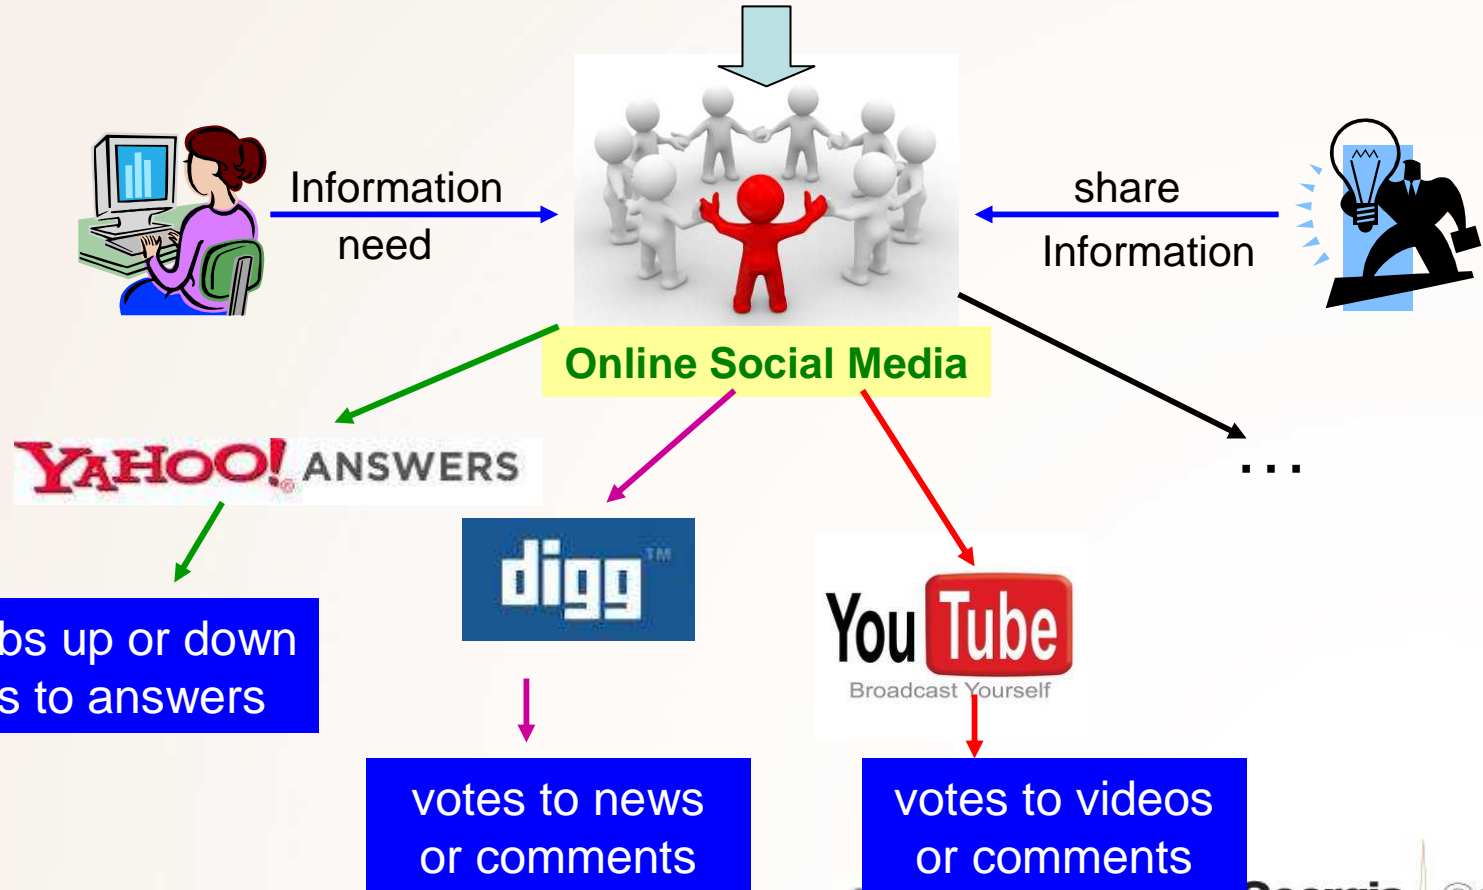 Information
need
share
Information
Online Social Media
YAHOO! ANSWERS
...
digg™
You Tube
Broadcast Yourself
bs up or down
s to answers
votes to news
or comments
votes to videos
or comments